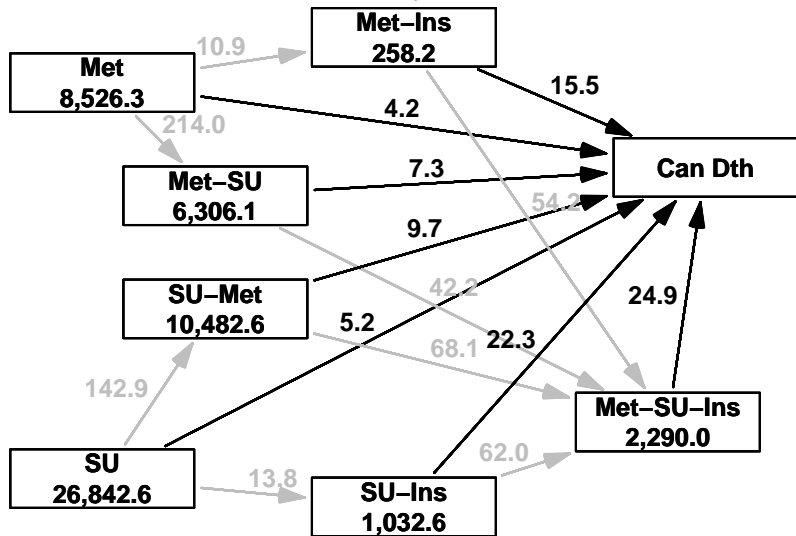 Met–Ins
258.2
10.9
Met
8,526.3
15.5
4.2
214.0
Can Dth
Met–SU
6,306.1
7.3
54.2
9.7
SU–Met
10,482.6
42.2
24.9
5.2
22.3
68.1
142.9
Met–SU–Ins
2,290.0
SU
26,842.6
62.0
13.8
SU–Ins
1,032.6